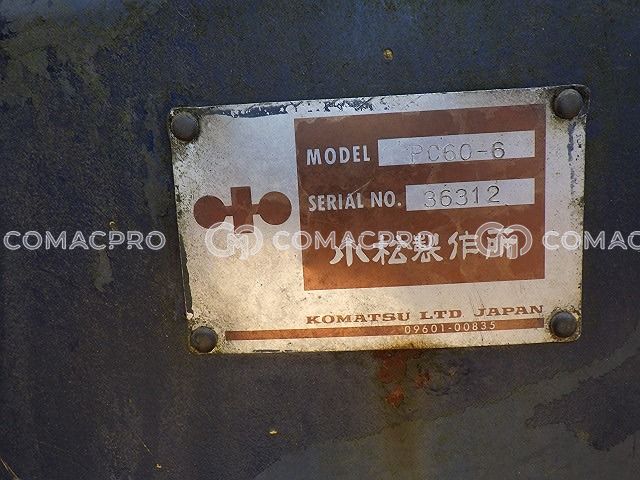 MODEL PC60-6
SERIAL NO. 36312
小松製作所
KOMATSU LTD JAPAN
09601-00835
COMACPRO COMACPRO COMACPRO COMAC